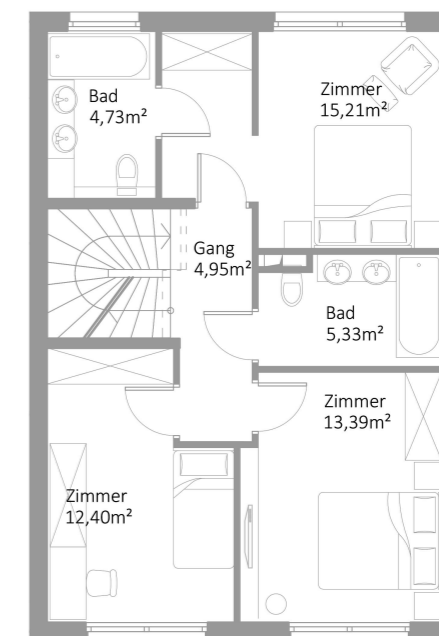 Bad
4,73m²
Zimmer
15,21m²
Gang
4,95m²
Bad
5,33m²
Zimmer
13,39m²
Zimmer
12,40m²